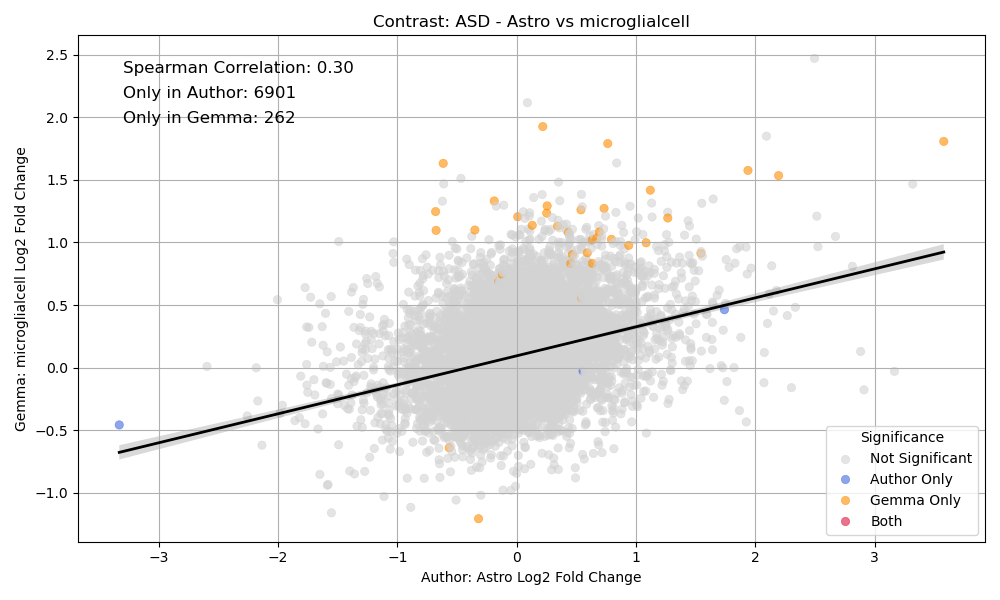 Contrast: ASD - Astro vs microglialcell
Spearman Correlation: 0.30
Only in Author: 6901
Only in Gemma: 262
Gemma: microglialcell Log2 Fold Change
2.5
2.0
1.5
1.0
0.5
0.0
−0.5
−1.0
Significance
Not Significant
Author Only
Gemma Only
Both
−3
−2
−1
0
1
2
3
Author: Astro Log2 Fold Change